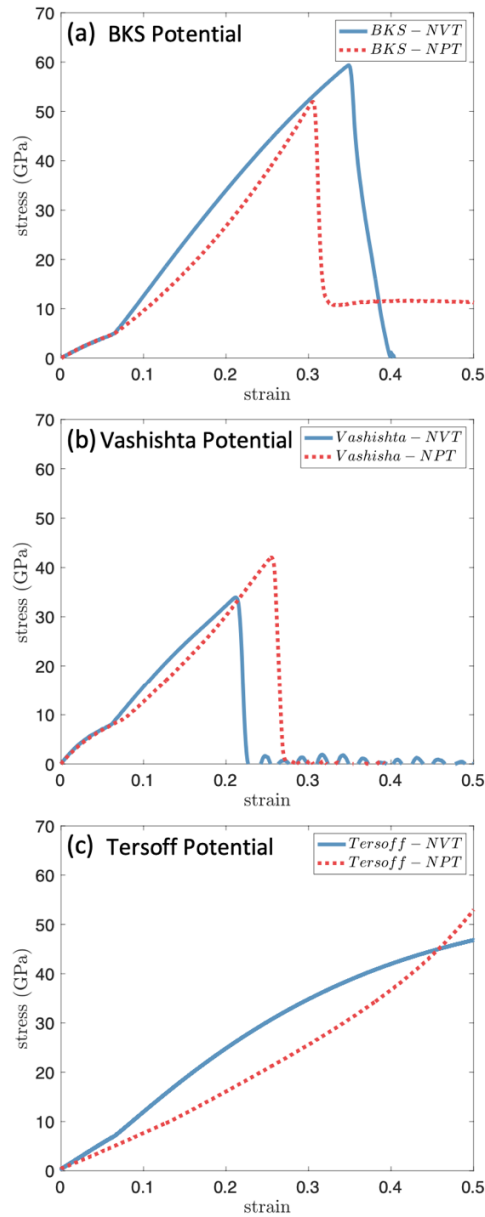 (a) BKS Potential
BKS − NVT
BKS − NPT
stress (GPa)
70
60
50
40
30
20
10
0
0 0.1 0.2 0.3 0.4 0.5
strain
(b) Vashishta Potential
Vashishta − NVT
Vashisha − NPT
stress (GPa)
70
60
50
40
30
20
10
0
0 0.1 0.2 0.3 0.4 0.5
strain
(c) Tersoff Potential
Tersoff − NVT
Tersoff − NPT
stress (GPa)
70
60
50
40
30
20
10
0
0 0.1 0.2 0.3 0.4 0.5
strain